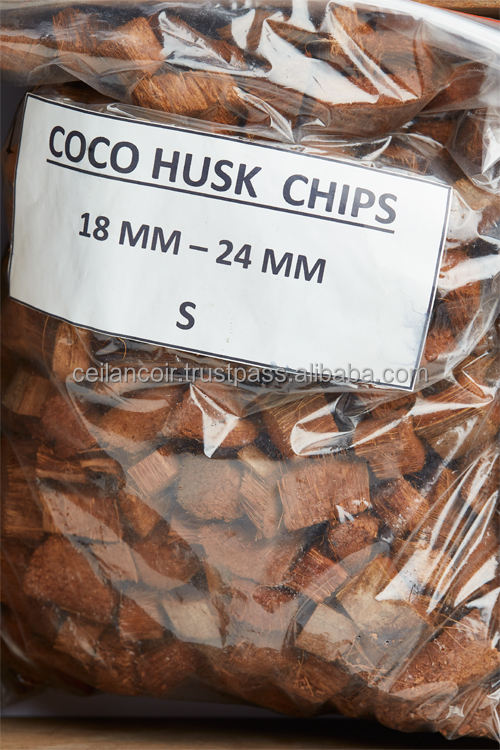 COCO HUSK CHIPS
18 MM – 24 MM
S
ceilancoir.trustpass.alibaba.com